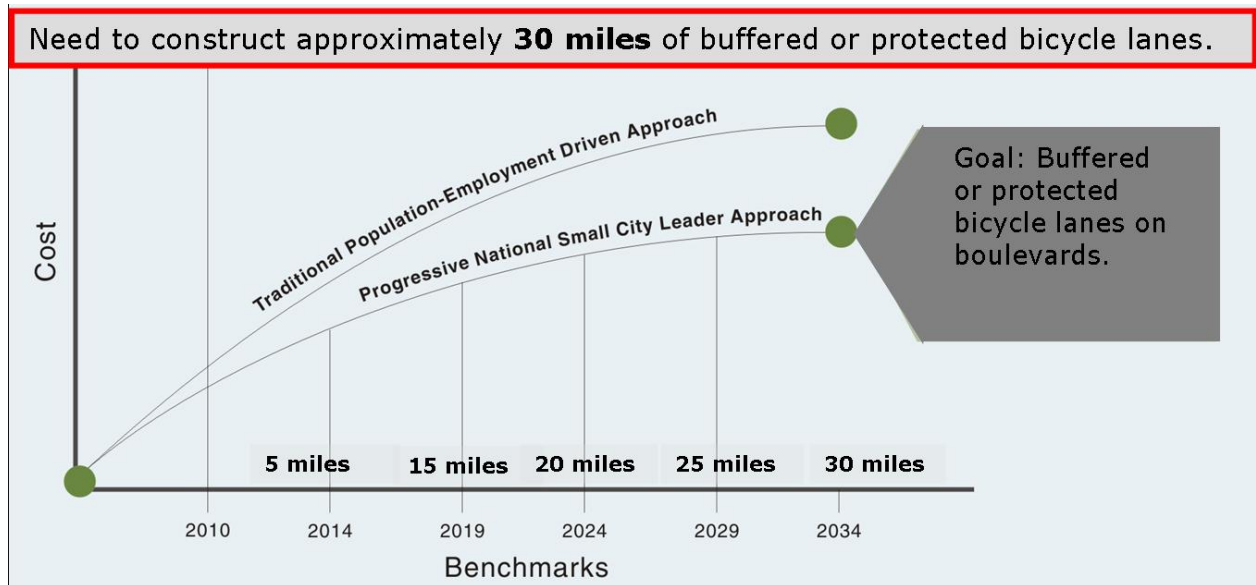 Need to construct approximately 30 miles of buffered or protected bicycle lanes.
Traditional Population-Employment Driven Approach
Progressive National Small City Leader Approach
Goal: Buffered
or protected
bicycle lanes on
boulevards.
Cost
5 miles
15 miles
20 miles
25 miles
30 miles
2010
2014
2019
2024
2029
2034
Benchmarks